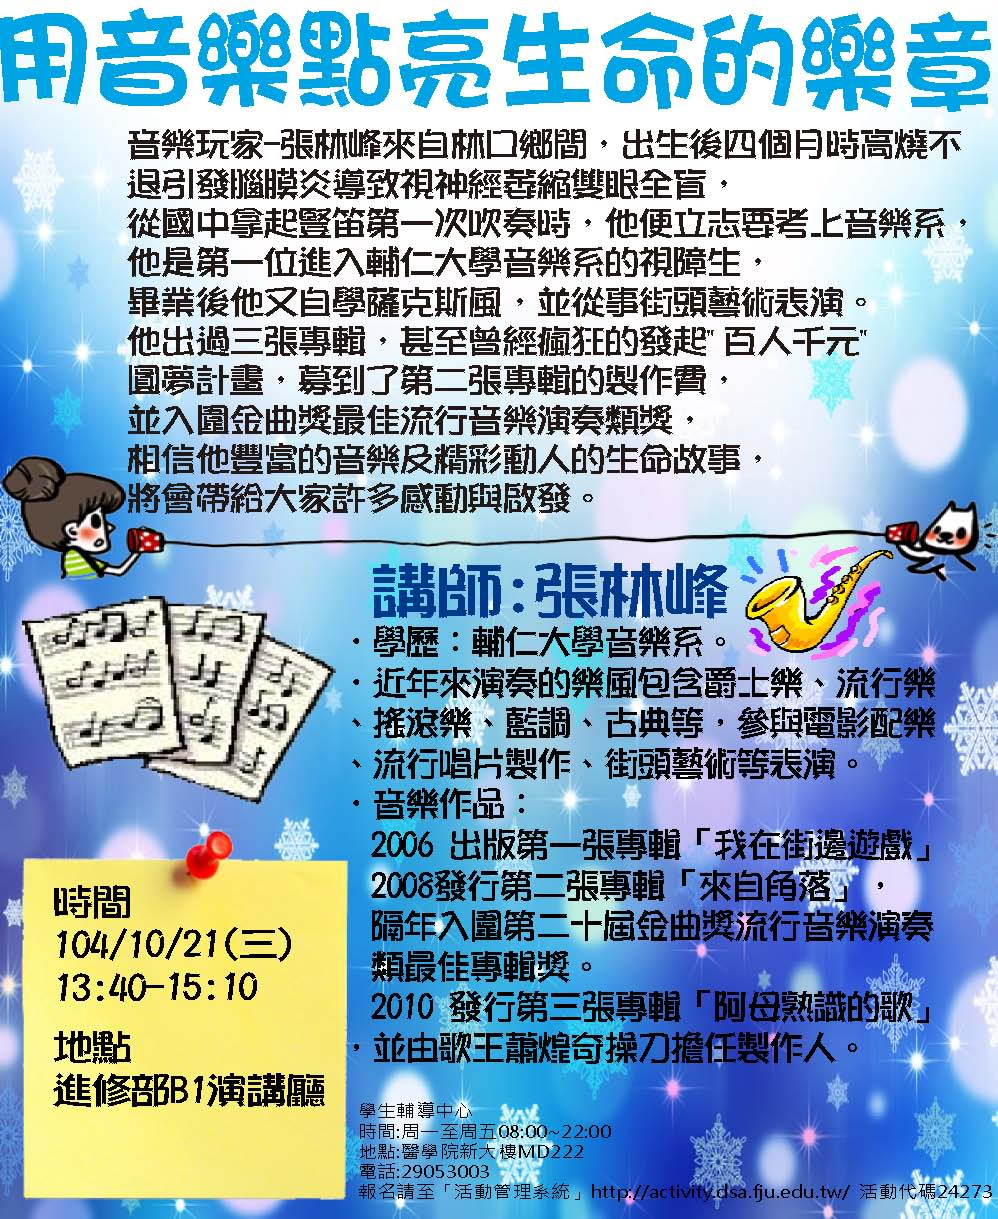 用音樂點亮生命的樂章
音樂玩家-張林峰來自林口鄉間，出生後四個月時高燒不
退引發腦膜炎導致視神經萎縮雙眼全盲，
從國中拿起豎笛第一次吹奏時，他便立志要考上音樂系，
他是第一位進入輔仁大學音樂系的視障生，
畢業後他又自學薩克斯風，並從事街頭藝術表演。
他出過三張專輯，甚至曾經瘋狂的發起"百人千元"
圓夢計畫，募到了第二張專輯的製作費，
並入圍金曲獎最佳流行音樂演奏類獎，
相信他豐富的音樂及精彩動人的生命故事，
將會帶給大家許多感動與啟發。
講師:張林峰
·學歷：輔仁大學音樂系。
·近年來演奏的樂風包含爵士樂、流行樂
、搖滾樂、藍調、古典等，參與電影配樂
、流行唱片製作、街頭藝術等表演。
·音樂作品：
2006 出版第一張專輯「我在街邊遊戲」
2008發行第二張專輯「來自角落」，
隔年入圍第二十屆金曲獎流行音樂演奏
類最佳專輯獎。
2010 發行第三張專輯「阿母熟識的歌」
，並由歌王蕭煌奇操刀擔任製作人。
時間
104/10/21(三)
13:40-15:10
地點
進修部B1演講廳
學生輔導中心
時間:周一至周五08:00~22:00
地點:醫學院新大樓MD222
電話:29053003
報名請至「活動管理系統」http://activity.dsa.fju.edu.tw/ 活動代碼24273